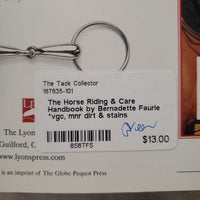 The Tack Collector
167635-101
The Horse Riding & Care
Handbook by Bernadette Faurie
*vgc, mnr dirt & stains
$13.00
8S6TFS
The Lyon
Guilford, C
www.lyonspress.com
is an imprint of The Globe Pequot Press